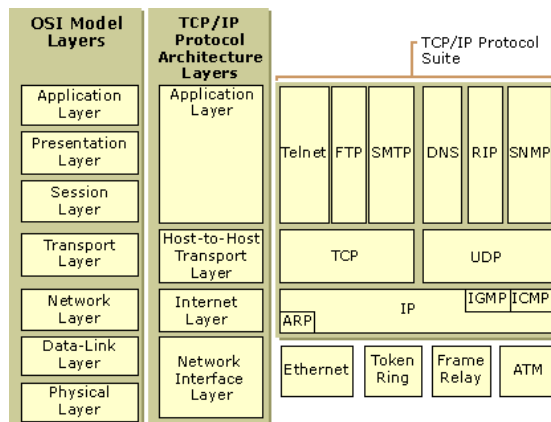 OSI Model
Layers
TCP/IP
Protocol
Architecture
Layers
TCP/IP Protocol
Suite
Application
Layer
Presentation
Layer
Session
Layer
Transport
Layer
Network
Layer
Data-Link
Layer
Physical
Layer
Application
Layer
Host-to-Host
Transport
Layer
Internet
Layer
Network
Interface
Layer
Telnet
FTP
SMTP
DNS
RIP
SNMP
TCP
UDP
ARP
IP
IGMP
ICMP
Ethernet
Token
Ring
Frame
Relay
ATM